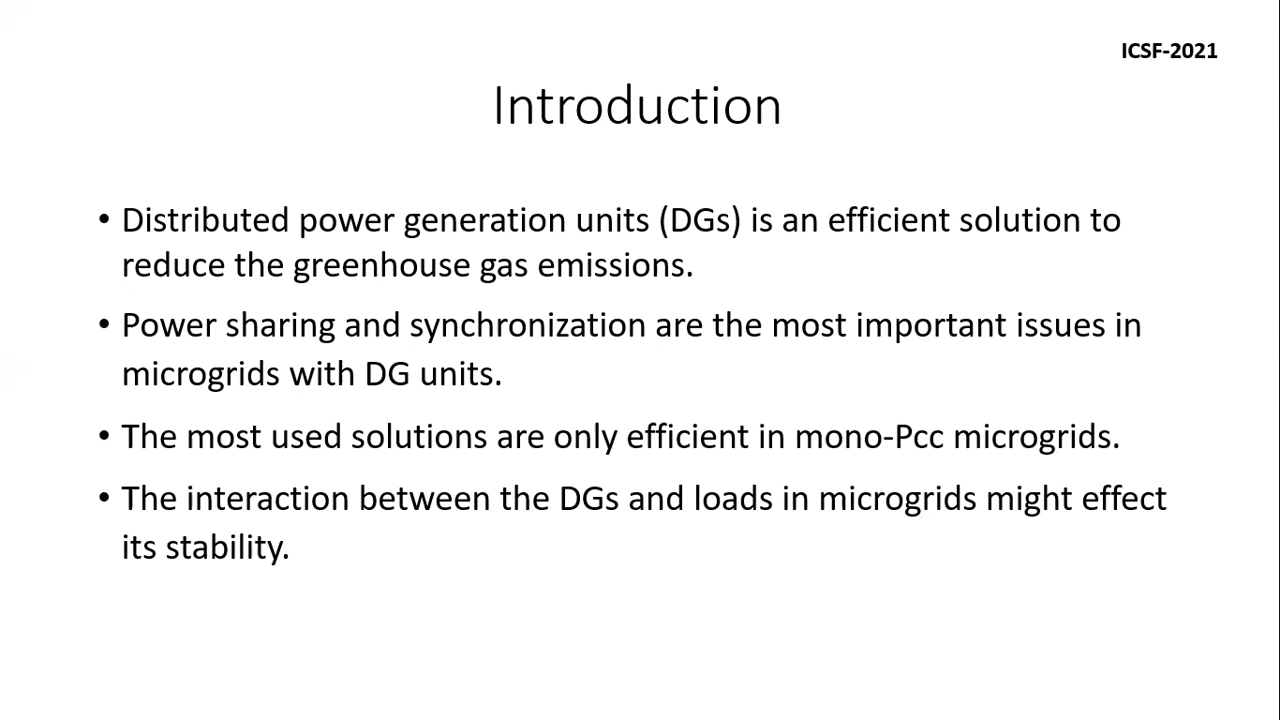 ICSF-2021
Introduction
• Distributed power generation units (DGs) is an efficient solution to
reduce the greenhouse gas emissions.
• Power sharing and synchronization are the most important issues in
microgrids with DG units.
• The most used solutions are only efficient in mono-Pcc microgrids.
• The interaction between the DGs and loads in microgrids might effect
its stability.